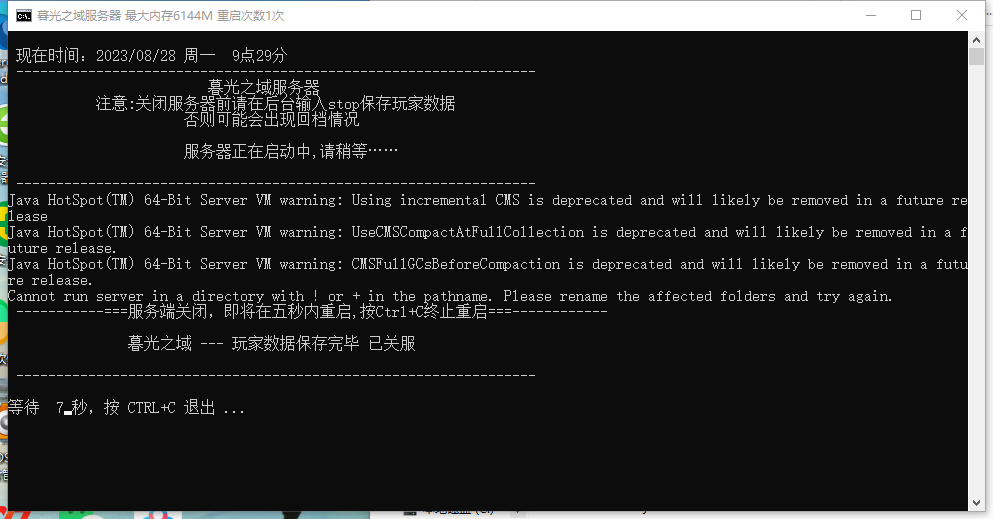 暮光之域服务器 最大内存6144M 重启次数1次
现在时间：2023/08/28 周一  9点29分
-----------------------------------------------------------------
暮光之域服务器
注意:关闭服务器前请在后台输入stop保存玩家数据
否则可能会出现回档情况
服务器正在启动中,请稍等……
-----------------------------------------------------------------
Java HotSpot(TM) 64-Bit Server VM warning: Using incremental CMS is deprecated and will likely be removed in a future re
lease
Java HotSpot(TM) 64-Bit Server VM warning: UseCMSCompactAtFullCollection is deprecated and will likely be removed in a f
uture release.
Java HotSpot(TM) 64-Bit Server VM warning: CMSFullGCsBeforeCompaction is deprecated and will likely be removed in a futu
re release.
Cannot run server in a directory with ! or + in the pathname. Please rename the affected folders and try again.
-----------===服务端关闭，即将在五秒内重启,按Ctrl+C终止重启===------------
暮光之域 --- 玩家数据保存完毕 已关服
-----------------------------------------------------------------
等待  7 秒，按 CTRL+C 退出 ...